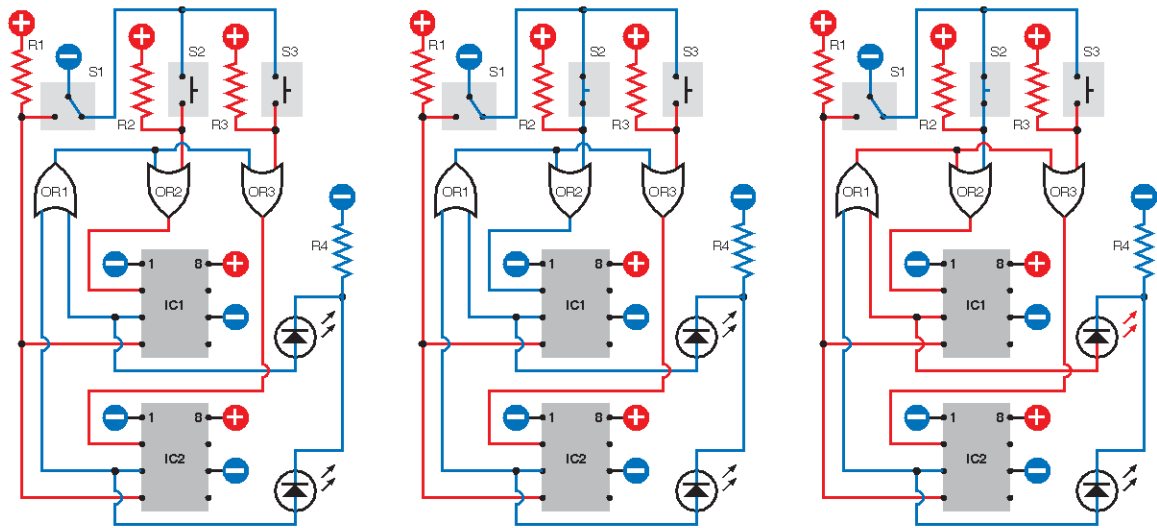 R1 S1 S2 S3
R2 R3
OR1 OR2 OR3
R4
1 8
IC1
1 8
IC2
R1 S1 S2 S3
R2 R3
OR1 OR2 OR3
R4
1 8
IC1
1 8
IC2
R1 S1 S2 S3
R2 R3
OR1 OR2 OR3
R4
1 8
IC1
1 8
IC2